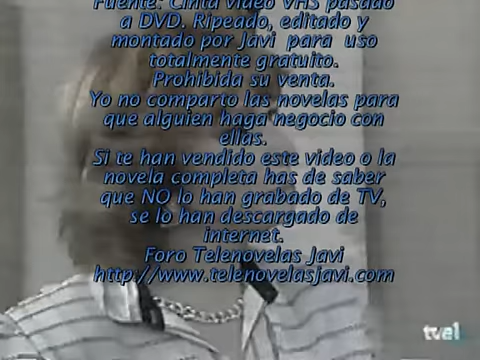 Fuente: Cinta video VHS pasado
a DVD. Ripeado, editado y
montado por Javi para uso
totalmente gratuito.
Prohibida su venta.
Yo no comparto las novelas para
que alguien haga negocio con
ellas.
Si te han vendido este video o la
novela completa has de saber
que NO lo han grabado de TV,
se lo han descargado de
internet.
Foro Telenovelas Javi
http://www.telenovelasjavi.com
tve1